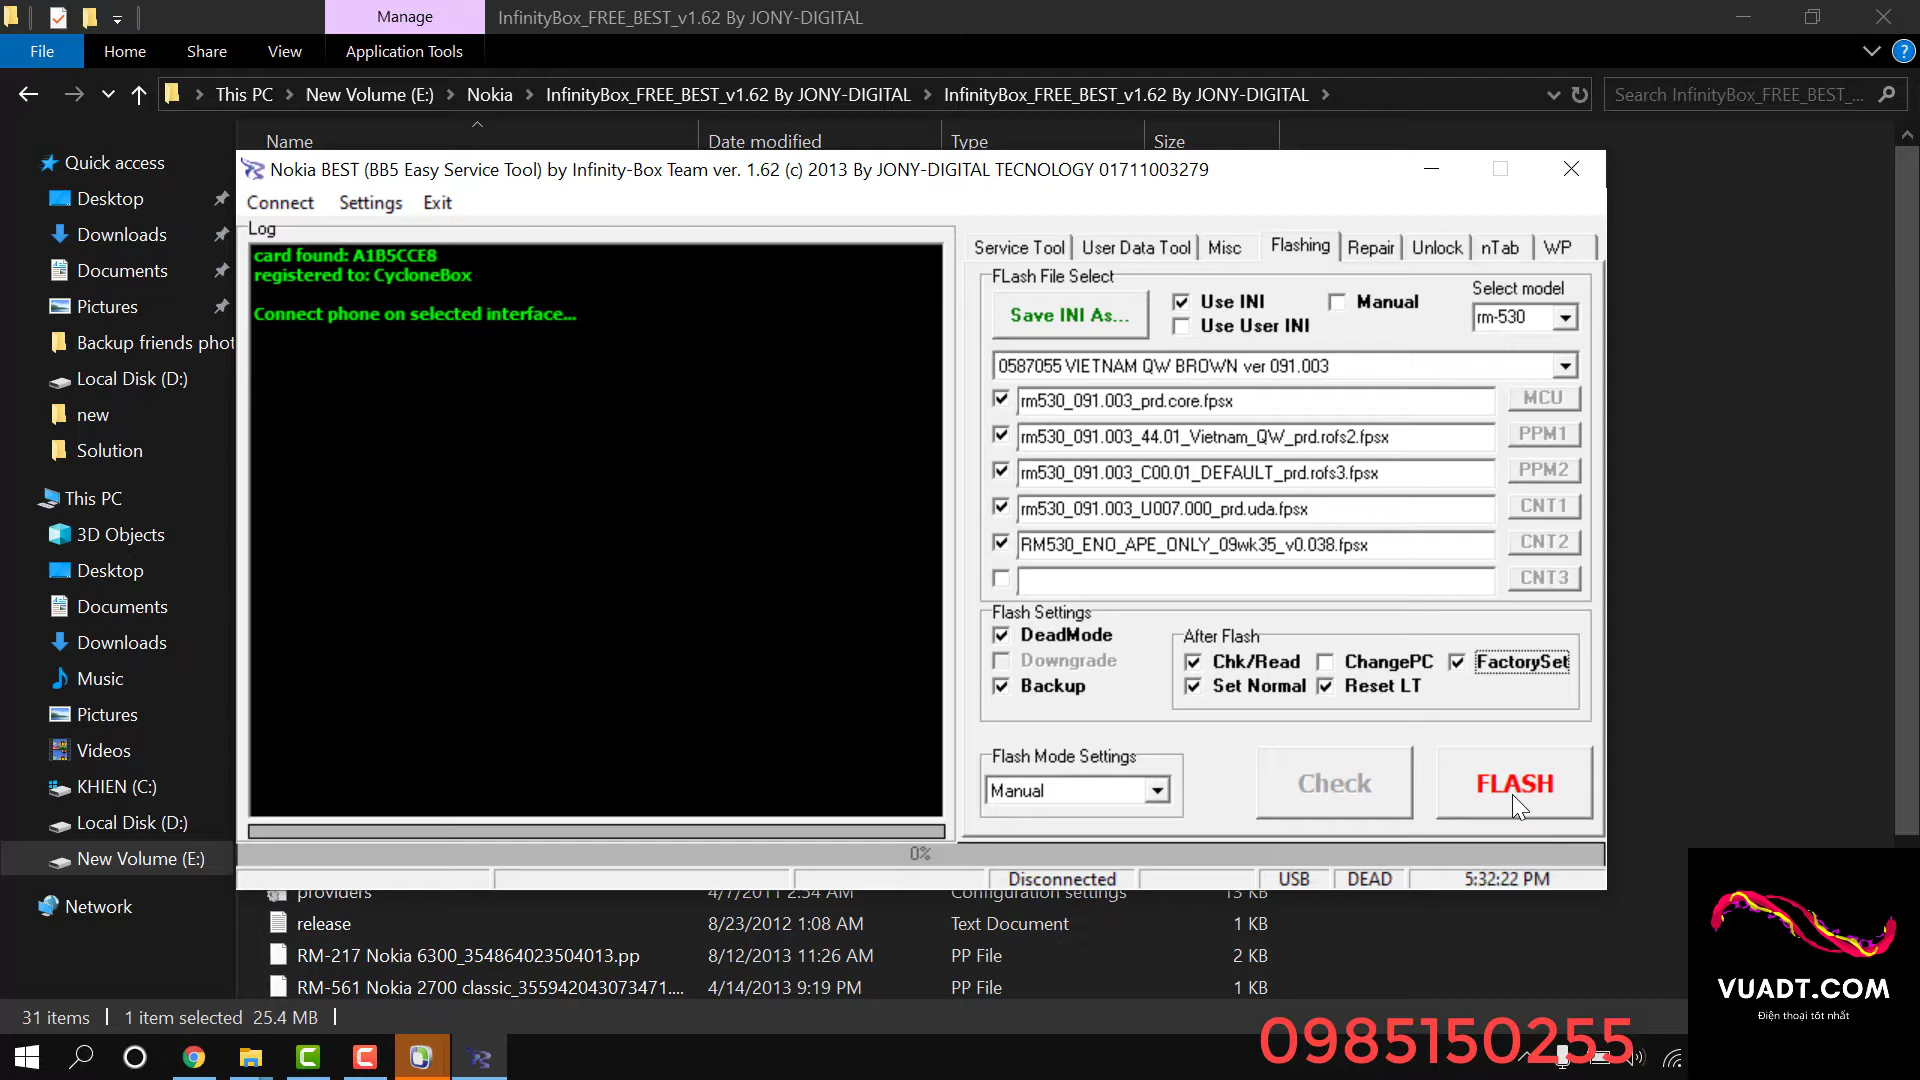 Manage
InfinityBox_FREE_BEST_v1.62 By JONY-DIGITAL
File
Home
Share
View
Application Tools
This PC
New Volume (E:)
Nokia
InfinityBox_FREE_BEST_v1.62 By JONY-DIGITAL
InfinityBox_FREE_BEST_v1.62 By JONY-DIGITAL
Search InfinityBox_FREE_BEST_...
Name
Date modified
Type
Size
Quick access
Desktop
Downloads
Documents
Pictures
Backup friends phot
Local Disk (D:)
new
Solution
This PC
3D Objects
Desktop
Documents
Downloads
Music
Pictures
Videos
KHIEN (C:)
Local Disk (D:)
New Volume (E:)
Network
Nokia BEST (BB5 Easy Service Tool) by Infinity-Box Team ver. 1.62 (c) 2013 By JONY-DIGITAL TECNOLOGY 01711003279
Connect
Settings
Exit
Log
card found: A1B5CCE8
registered to: CycloneBox
Connect phone on selected interface...
Service Tool
User Data Tool
Misc
Flashing
Repair
Unlock
nTab
WP
FLash File Select
Save INI As...
Use INI
Manual
Use User INI
Select model
rm-530
0587055 VIETNAM QW BROWN ver 091.003
rm530_091.003_prd.core.fpsx
MCU
rm530_091.003_44.01_Vietnam_QW_prd.rofs2.fpsx
PPM1
rm530_091.003_C00.01_DEFAULT_prd.rofs3.fpsx
PPM2
rm530_091.003_U007.000_prd.uda.fpsx
CNT1
RM530_ENO_APE_ONLY_09wk35_v0.038.fpsx
CNT2
CNT3
Flash Settings
DeadMode
Downgrade
Backup
After Flash
Chk/Read
ChangePC
FactorySet
Set Normal
Reset LT
Flash Mode Settings
Manual
Check
FLASH
0%
Disconnected
USB
DEAD
5:32:22 PM
providers
4/7/2011 2:54 AM
Configuration settings
13 KB
release
8/23/2012 1:08 AM
Text Document
1 KB
RM-217 Nokia 6300_354864023504013.pp
8/12/2013 11:26 AM
PP File
2 KB
RM-561 Nokia 2700 classic_355942043073471....
4/14/2013 9:19 PM
PP File
1 KB
31 items
1 item selected 25.4 MB
VUADT.COM
Điện thoại tốt nhất
0985150255